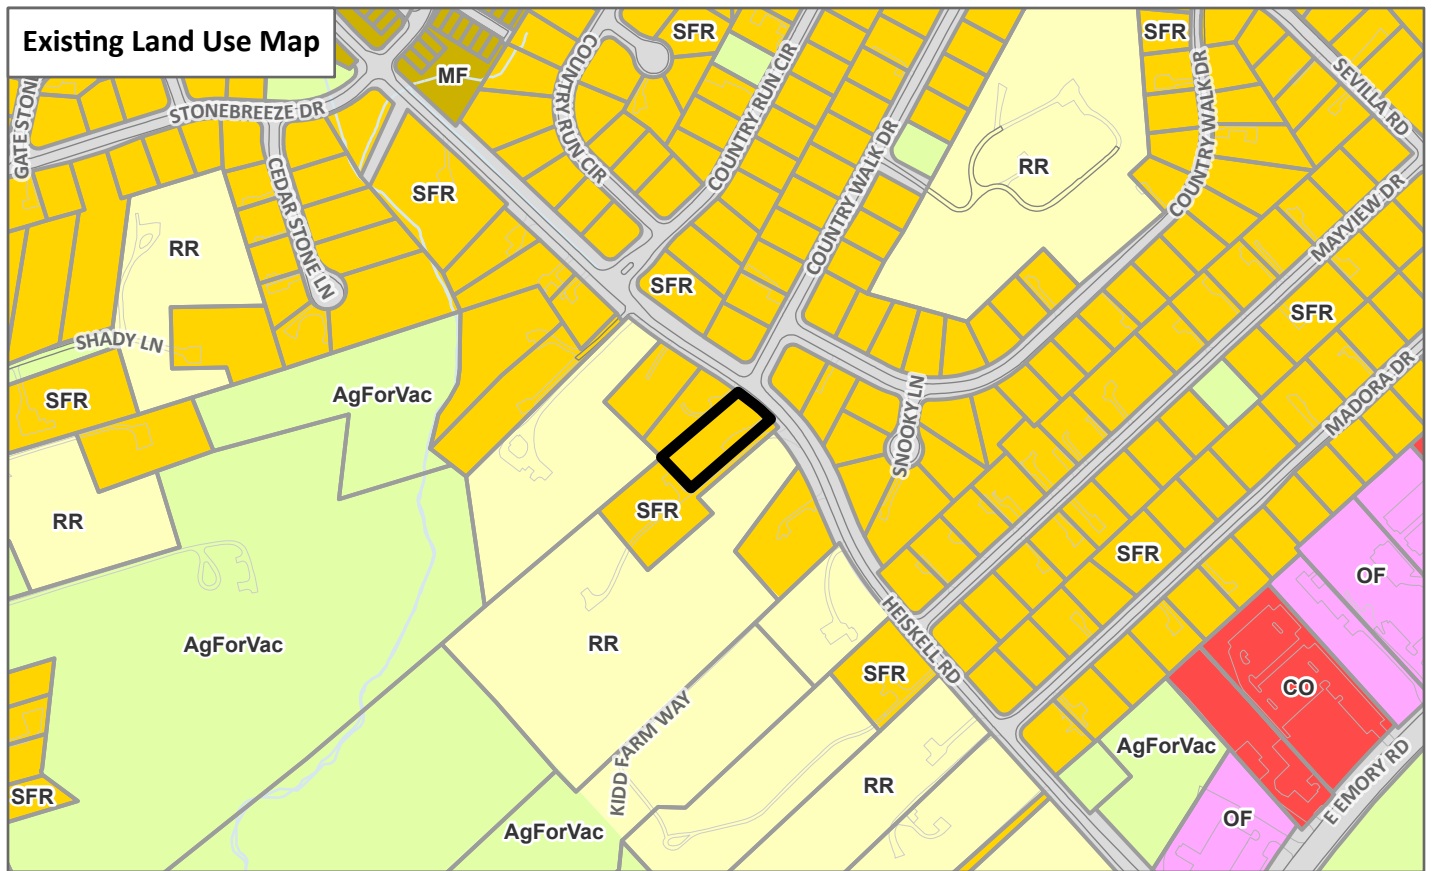 Existing Land Use Map
SFR
SFR
MF
COUNTRY RUN CIR
COUNTRY RUN CIR
SEVILLA RD
GATE STON
STONEBREEZE DR
COUNTRY WALK DR
COUNTRY WALK DR
CEDAR STONE LN
SFR
RR
MAYVIEW DR
RR
SFR
SFR
SHADY LN
MADORA DR
SFR
AgForVac
SNOOKY LN
RR
SFR
SFR
OF
HEISKELL RD
AgForVac
RR
SFR
CO
KIDD FARM WAY
AgForVac
RR
E EMORY RD
SFR
OF
AgForVac